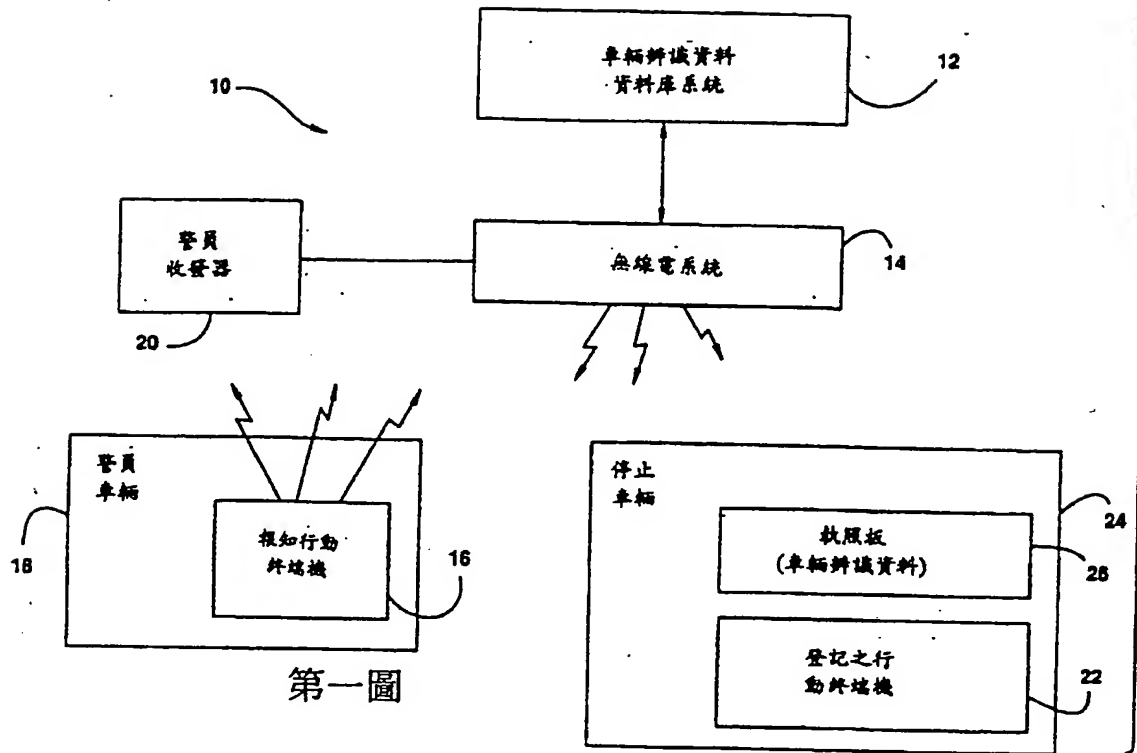 車輛辨識資料
資料庫系統
12
10
警員
收發器
20
無線電系統
14
警員
車輛
18
報知行動
終端機
16
停止
車輛
24
執照板
(車輛辨識資料)
26
登記之行
動終端機
22
第一圖